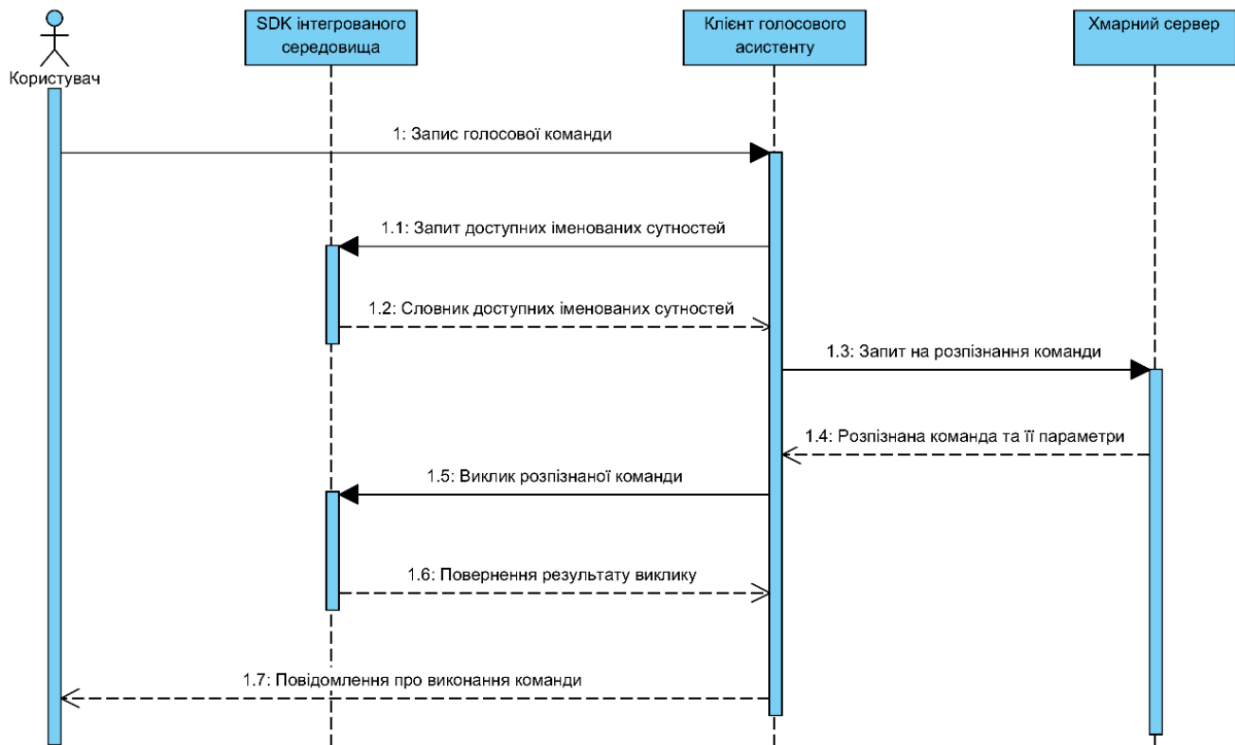 SDK інтегрованого
середовища
Клієнт голосового
асистенту
Хмарний сервер
Користувач
1: Запис голосової команди
1.1: Запит доступних іменованих сутностей
1.2: Словник доступних іменованих сутностей
1.3: Запит на розпізнання команди
1.4: Розпізнана команда та її параметри
1.5: Виклик розпізнаної команди
1.6: Повернення результату виклику
1.7: Повідомлення про виконання команди